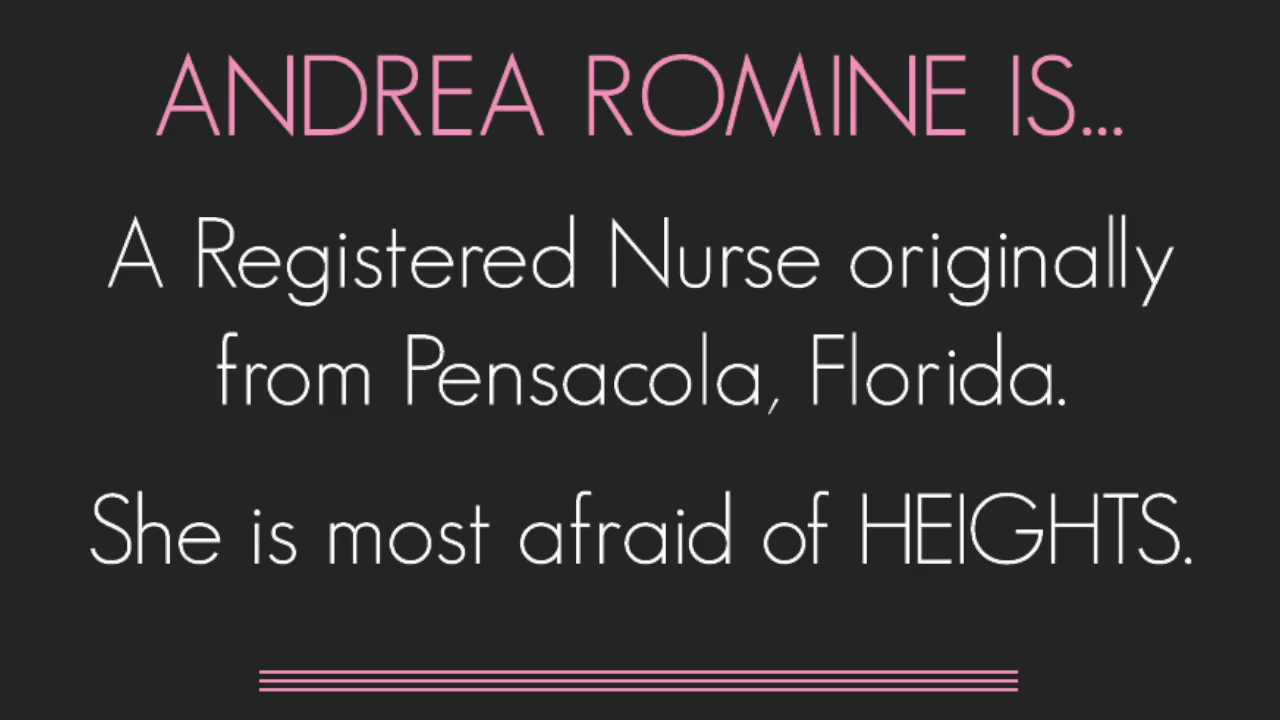 ANDREA ROMINE IS...
A Registered Nurse originally
from Pensacola, Florida.
She is most afraid of HEIGHTS.